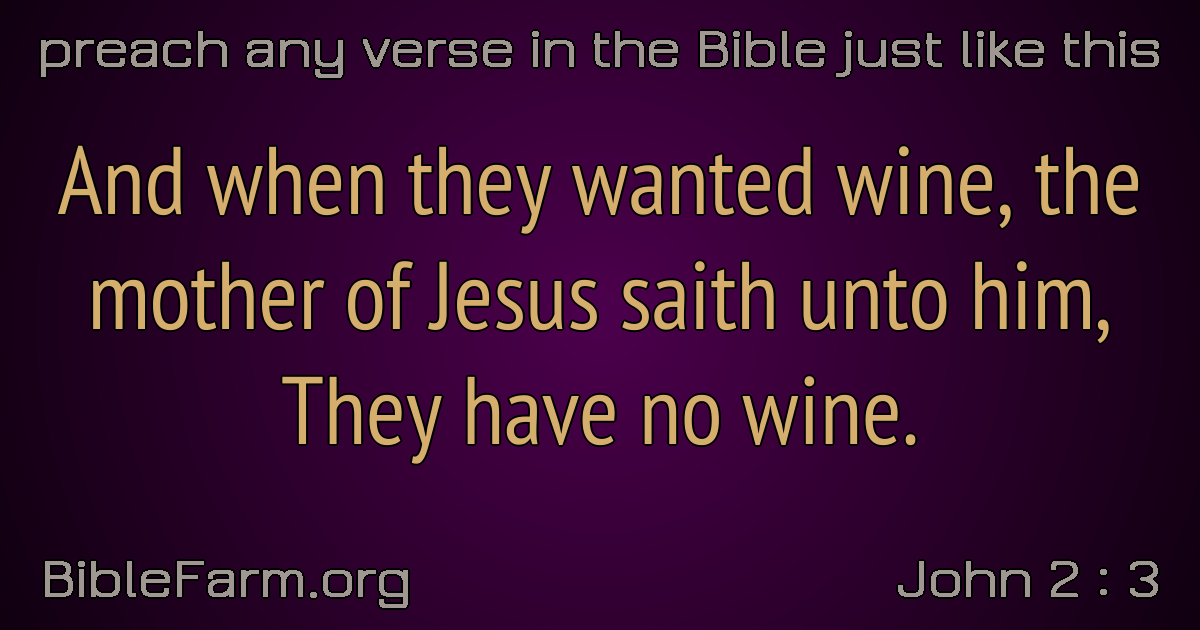 preach any verse in the Bible just like this
And when they wanted wine, the
mother of Jesus saith unto him,
They have no wine.
BibleFarm.org
John 2 : 3